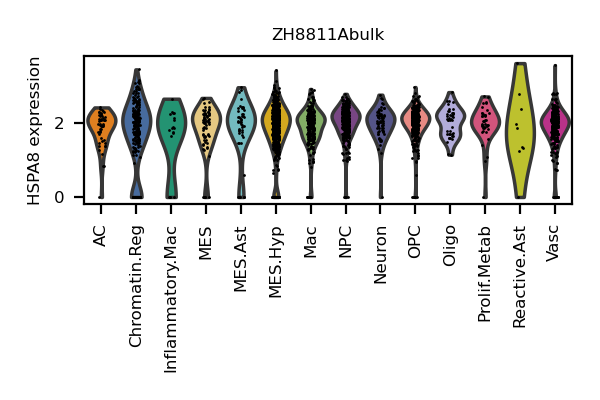 ZH8811Abulk
HSPA8 expression
2
0
AC
Chromatin.Reg
Inflammatory.Mac
MES
MES.Ast
MES.Hyp
Mac
NPC
Neuron
OPC
Oligo
Prolif.Metab
Reactive.Ast
Vasc